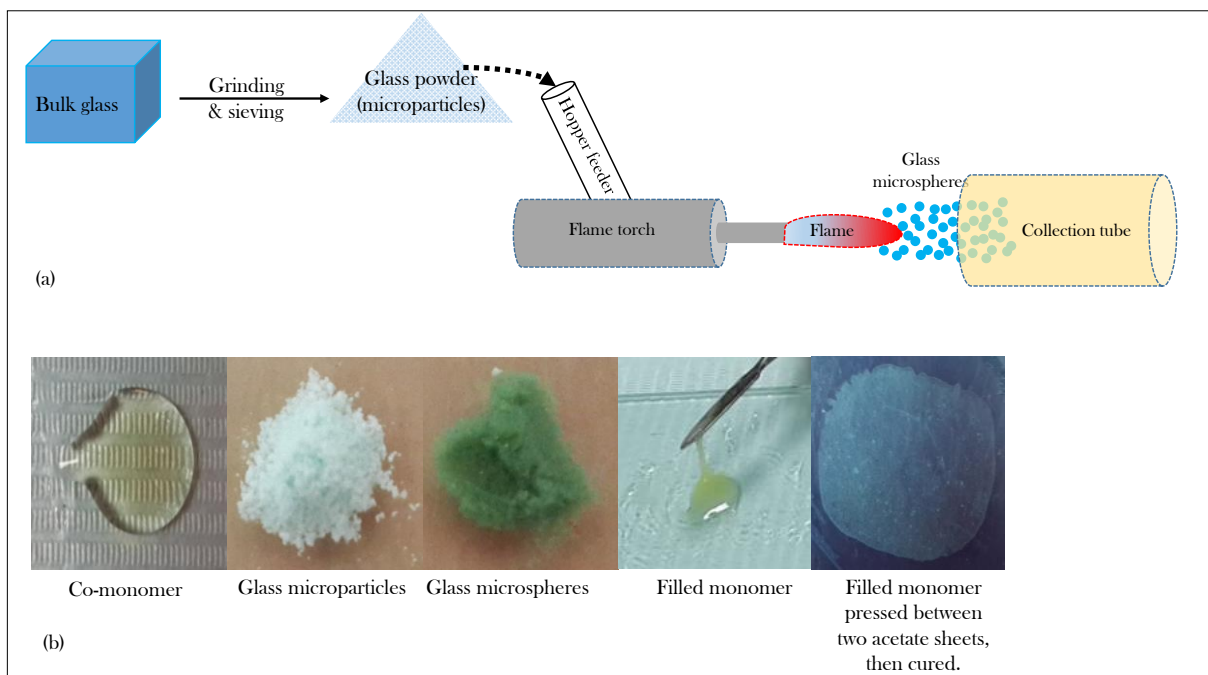 Bulk glass
Grinding
& sieving
Glass powder
(microparticles)
Hopper feeder
Flame torch
Flame
Glass
microspheres
Collection tube
(a)
Co-monomer
Glass microparticles
Glass microspheres
Filled monomer
Filled monomer
pressed between
two acetate sheets,
then cured.
(b)